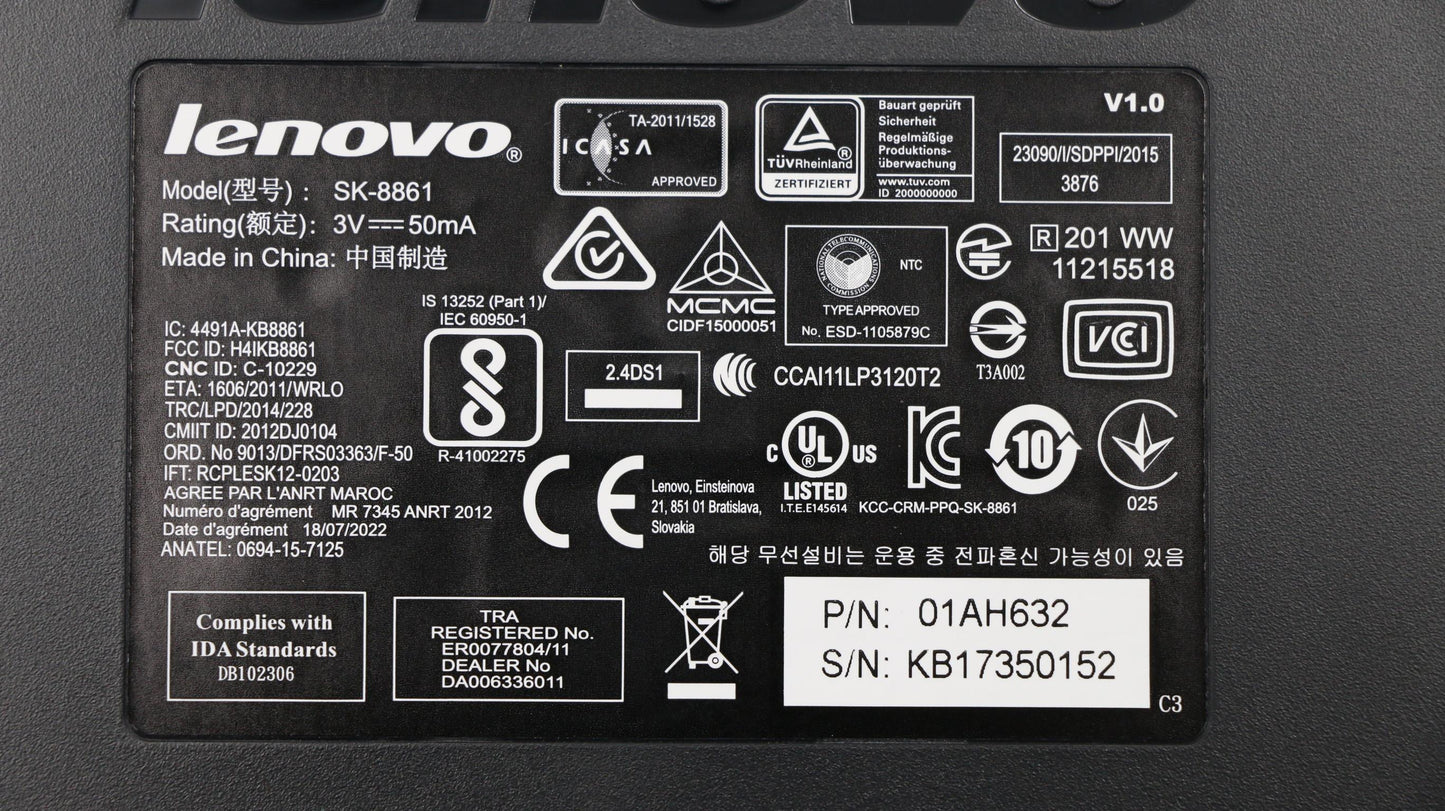 lenovo
lenovo®
Model(型号) : SK-8861
Rating(额定): 3V⎓50mA
Made in China: 中国制造
TA-2011/1528
ICASA
APPROVED
TÜVRheinland®
ZERTIFIZIERT
Bauart geprüft
Sicherheit
Regelmäßige
Produktions-
überwachung
www.tuv.com
ID 2000000000
V1.0
23090/I/SDPPI/2015
3876
MCMC
CIDF15000051
NATIONAL TELECOMMUNICATIONS COMMISSION
NTC
TYPE APPROVED
No. ESD-1105879C
R 201 WW
11215518
IS 13252 (Part 1)/
IEC 60950-1
R-41002275
IC: 4491A-KB8861
FCC ID: H4IKB8861
CNC ID: C-10229
ETA: 1606/2011/WRLO
TRC/LPD/2014/228
CMIIT ID: 2012DJ0104
ORD. No 9013/DFRS03363/F-50
IFT: RCPLESK12-0203
AGREE PAR L'ANRT MAROC
Numéro d'agrément MR 7345 ANRT 2012
Date d'agrément 18/07/2022
ANATEL: 0694-15-7125
2.4DS1
CCAI11LP3120T2
T3A002
VCCI
CE
Lenovo, Einsteinova
21, 851 01 Bratislava,
Slovakia
C UL® US
LISTED
I.T.E.E145614
KC
KCC-CRM-PPQ-SK-8861
10
025
해당 무선설비는 운용 중 전파혼신 가능성이 있음
Complies with
IDA Standards
DB102306
TRA
REGISTERED No.
ER0077804/11
DEALER No
DA006336011
P/N: 01AH632
S/N: KB17350152
C3